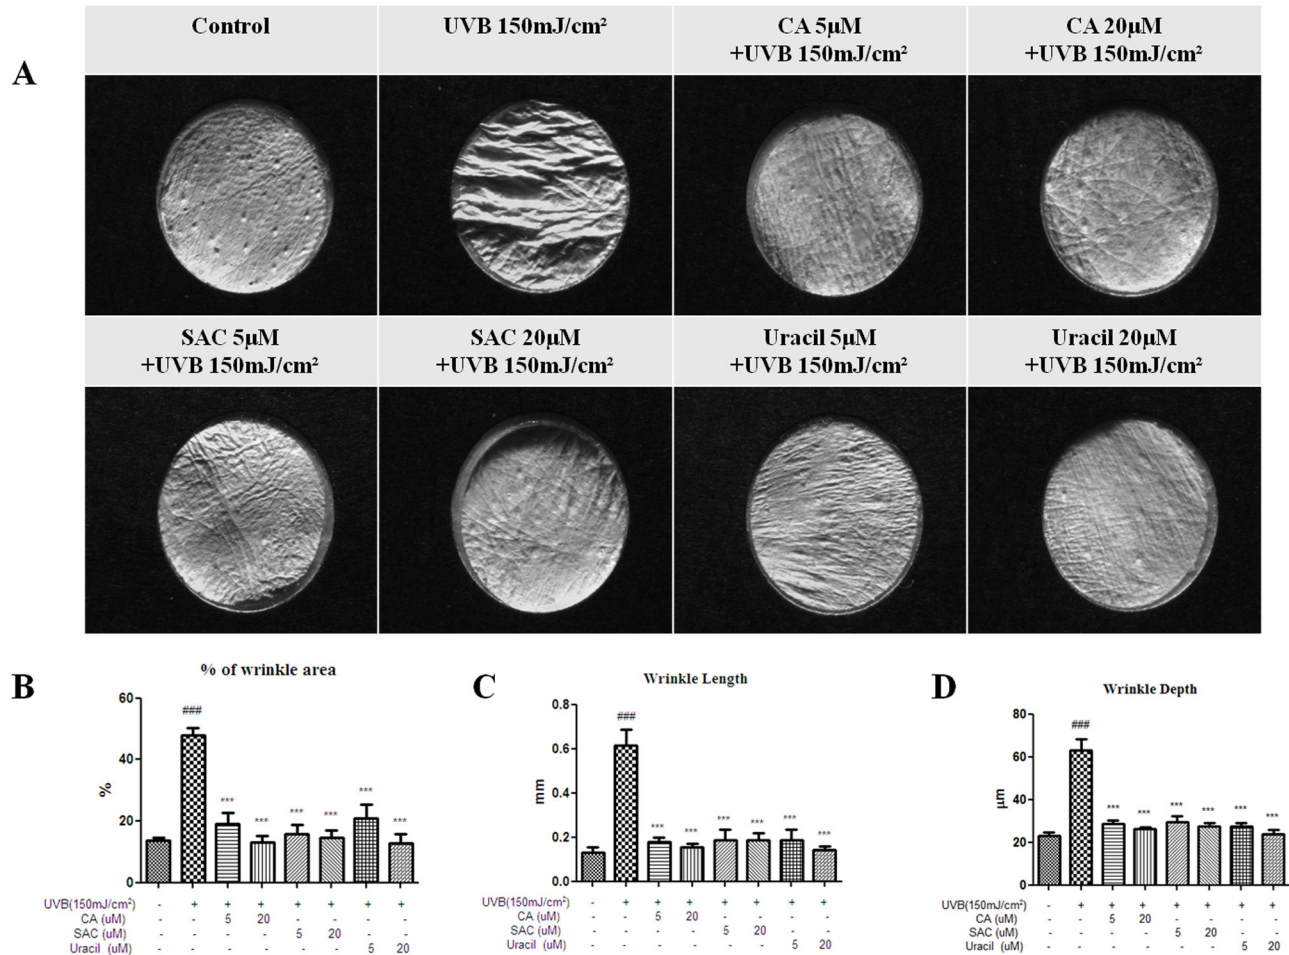 A
Control
UVB 150mJ/cm²
CA 5μM
+UVB 150mJ/cm²
CA 20μM
+UVB 150mJ/cm²
SAC 5μM
+UVB 150mJ/cm²
SAC 20μM
+UVB 150mJ/cm²
Uracil 5μM
+UVB 150mJ/cm²
Uracil 20μM
+UVB 150mJ/cm²
B
% of wrinkle area
60
40
20
0
%
###
*** *** *** *** *** ***
UVB(150mJ/cm²) - + + + + + + +
CA (uM) - - 5 20 - - - -
SAC (uM) - - - - 5 20 - -
Uracil (uM) - - - - - - 5 20
C
Wrinkle Length
0.8
0.6
0.4
0.2
0.0
mm
###
*** *** *** *** *** ***
UVB(150mJ/cm²) - + + + + + + +
CA (uM) - - 5 20 - - - -
SAC (uM) - - - - 5 20 - -
Uracil (uM) - - - - - - 5 20
D
Wrinkle Depth
80
60
40
20
0
μm
###
*** *** *** *** *** ***
UVB(150mJ/cm²) - + + + + + + +
CA (uM) - - 5 20 - - - -
SAC (uM) - - - - 5 20 - -
Uracil (uM) - - - - - - 5 20